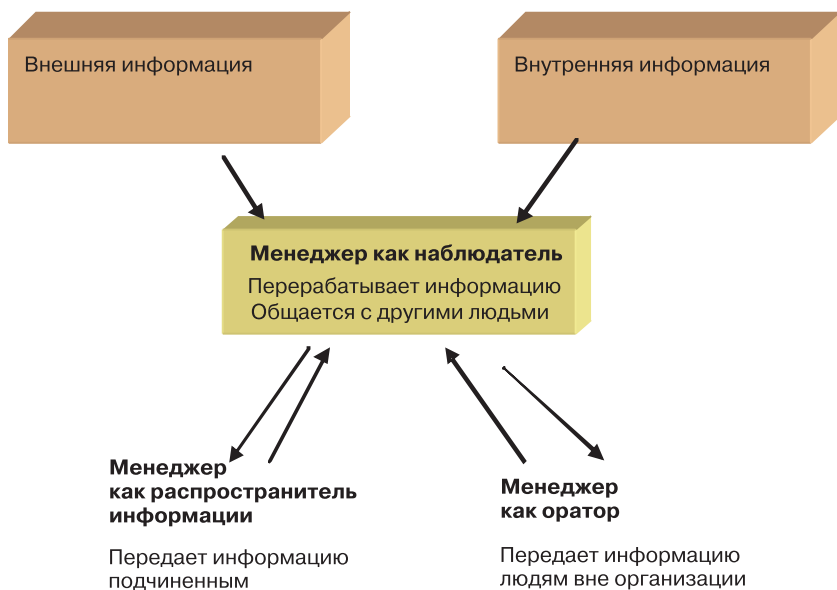 Внешняя информация
Внутренняя информация
Менеджер как наблюдатель
Перерабатывает информацию
Общается с другими людьми
Менеджер
как распространитель
информации
Передает информацию
подчиненным
Менеджер
как оратор
Передает информацию
людям вне организации